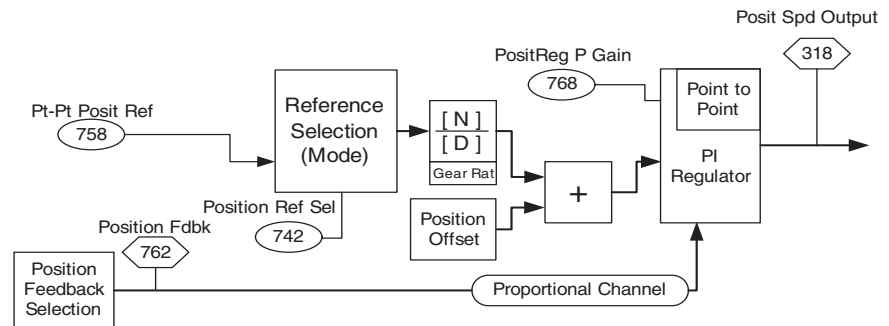 Posit Spd Output
318
PositReg P Gain
768
Point to
Point
PI
Regulator
Pt-Pt Posit Ref
758
Reference
Selection
(Mode)
[ N ]
[ D ]
Gear Rat
Position Ref Sel
742
Position
Offset
+
Position Fdbk
762
Position
Feedback
Selection
Proportional Channel